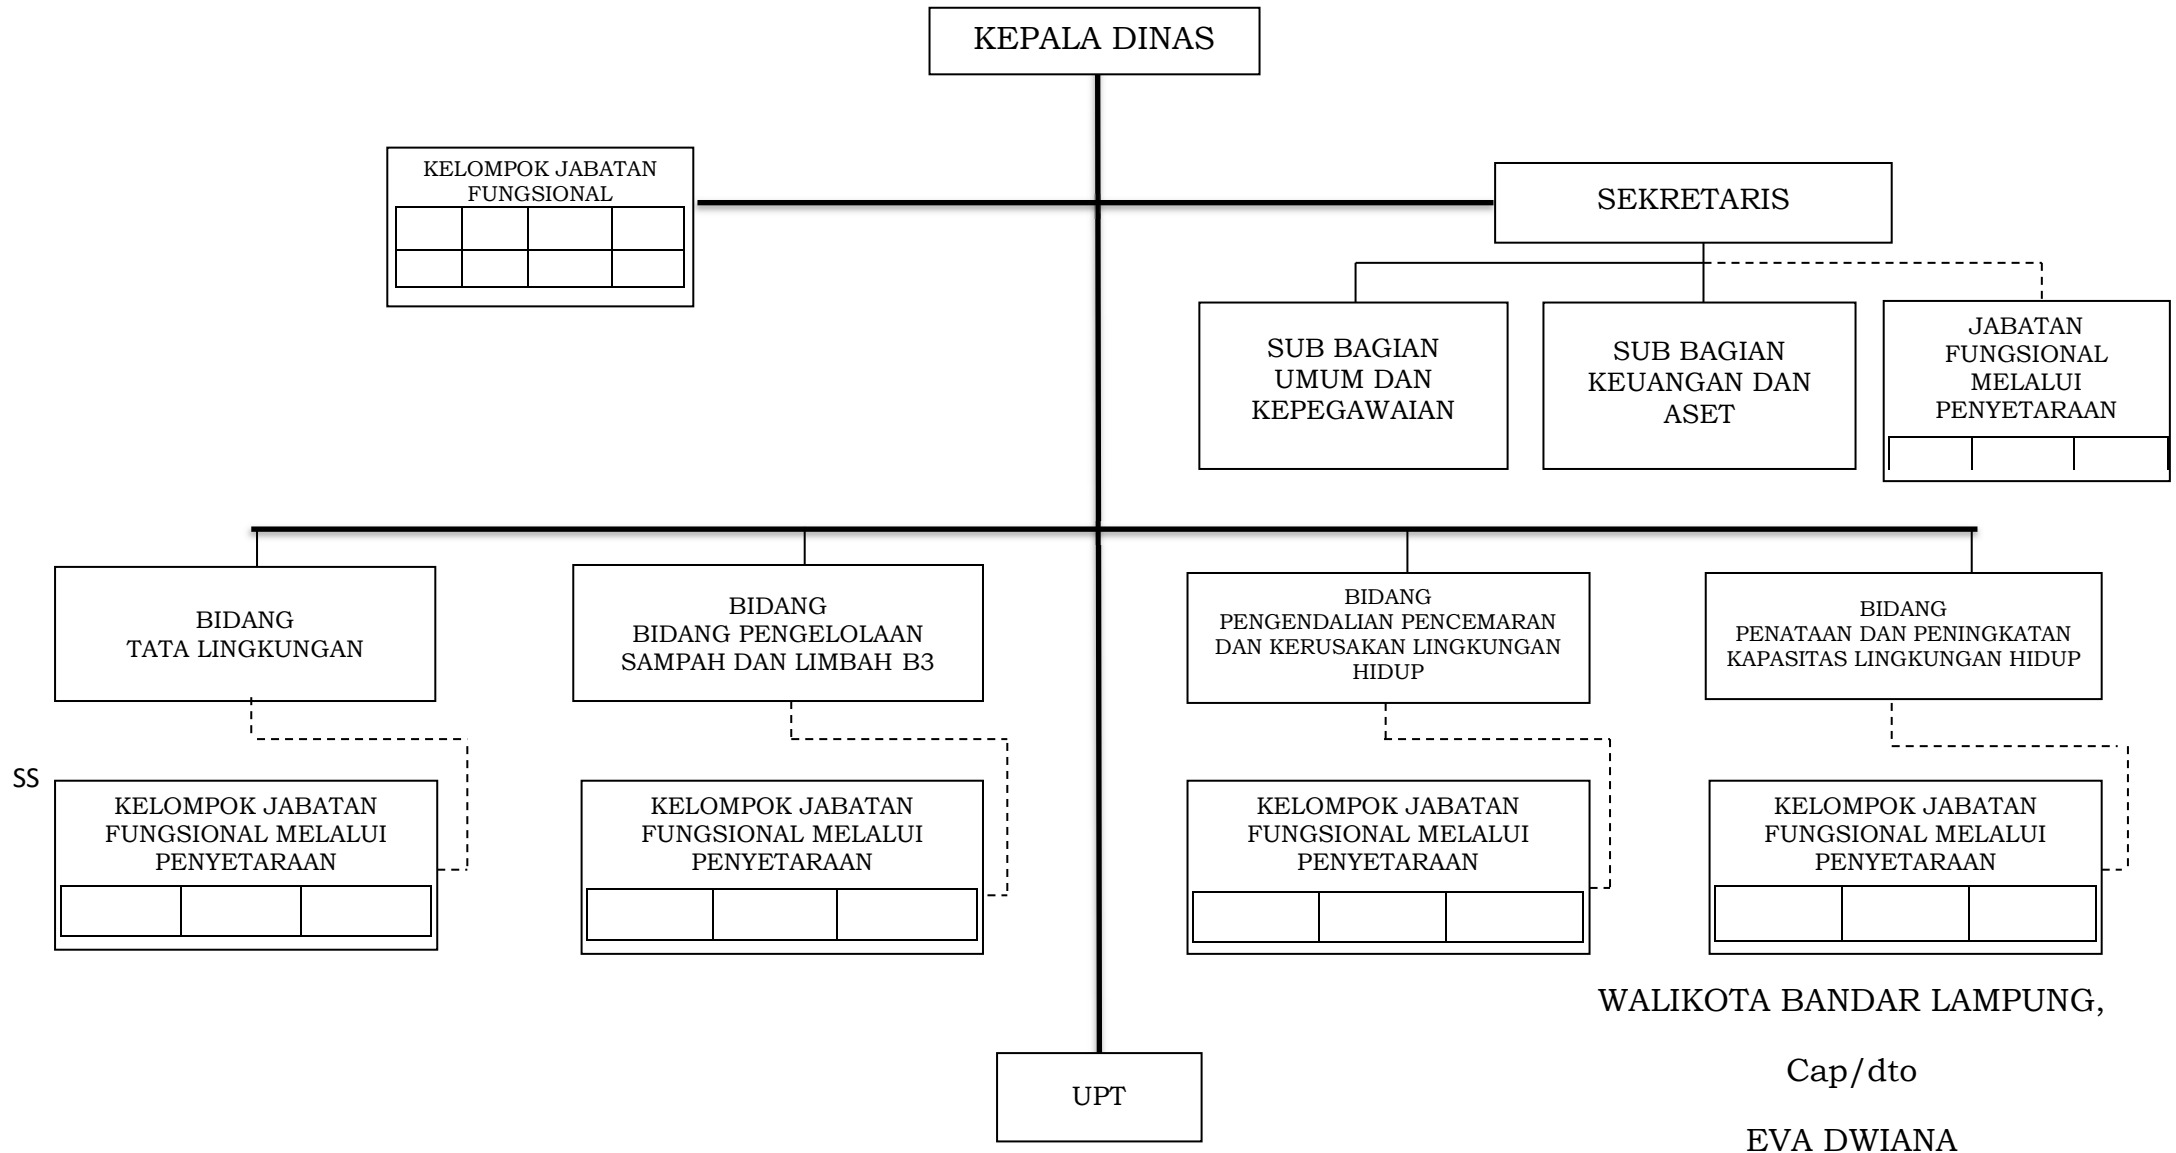 KEPALA DINAS
KELOMPOK JABATAN
FUNGSIONAL
SEKRETARIS
SUB BAGIAN
UMUM DAN
KEPEGAWAIAN
SUB BAGIAN
KEUANGAN DAN
ASET
JABATAN
FUNGSIONAL
MELALUI
PENYETARAAN
BIDANG
TATA LINGKUNGAN
BIDANG
BIDANG PENGELOLAAN
SAMPAH DAN LIMBAH B3
BIDANG
PENGENDALIAN PENCEMARAN
DAN KERUSAKAN LINGKUNGAN
HIDUP
BIDANG
PENATAAN DAN PENINGKATAN
KAPASITAS LINGKUNGAN HIDUP
SS
KELOMPOK JABATAN
FUNGSIONAL MELALUI
PENYETARAAN
KELOMPOK JABATAN
FUNGSIONAL MELALUI
PENYETARAAN
KELOMPOK JABATAN
FUNGSIONAL MELALUI
PENYETARAAN
KELOMPOK JABATAN
FUNGSIONAL MELALUI
PENYETARAAN
UPT
WALIKOTA BANDAR LAMPUNG,
Cap/dto
EVA DWIANA